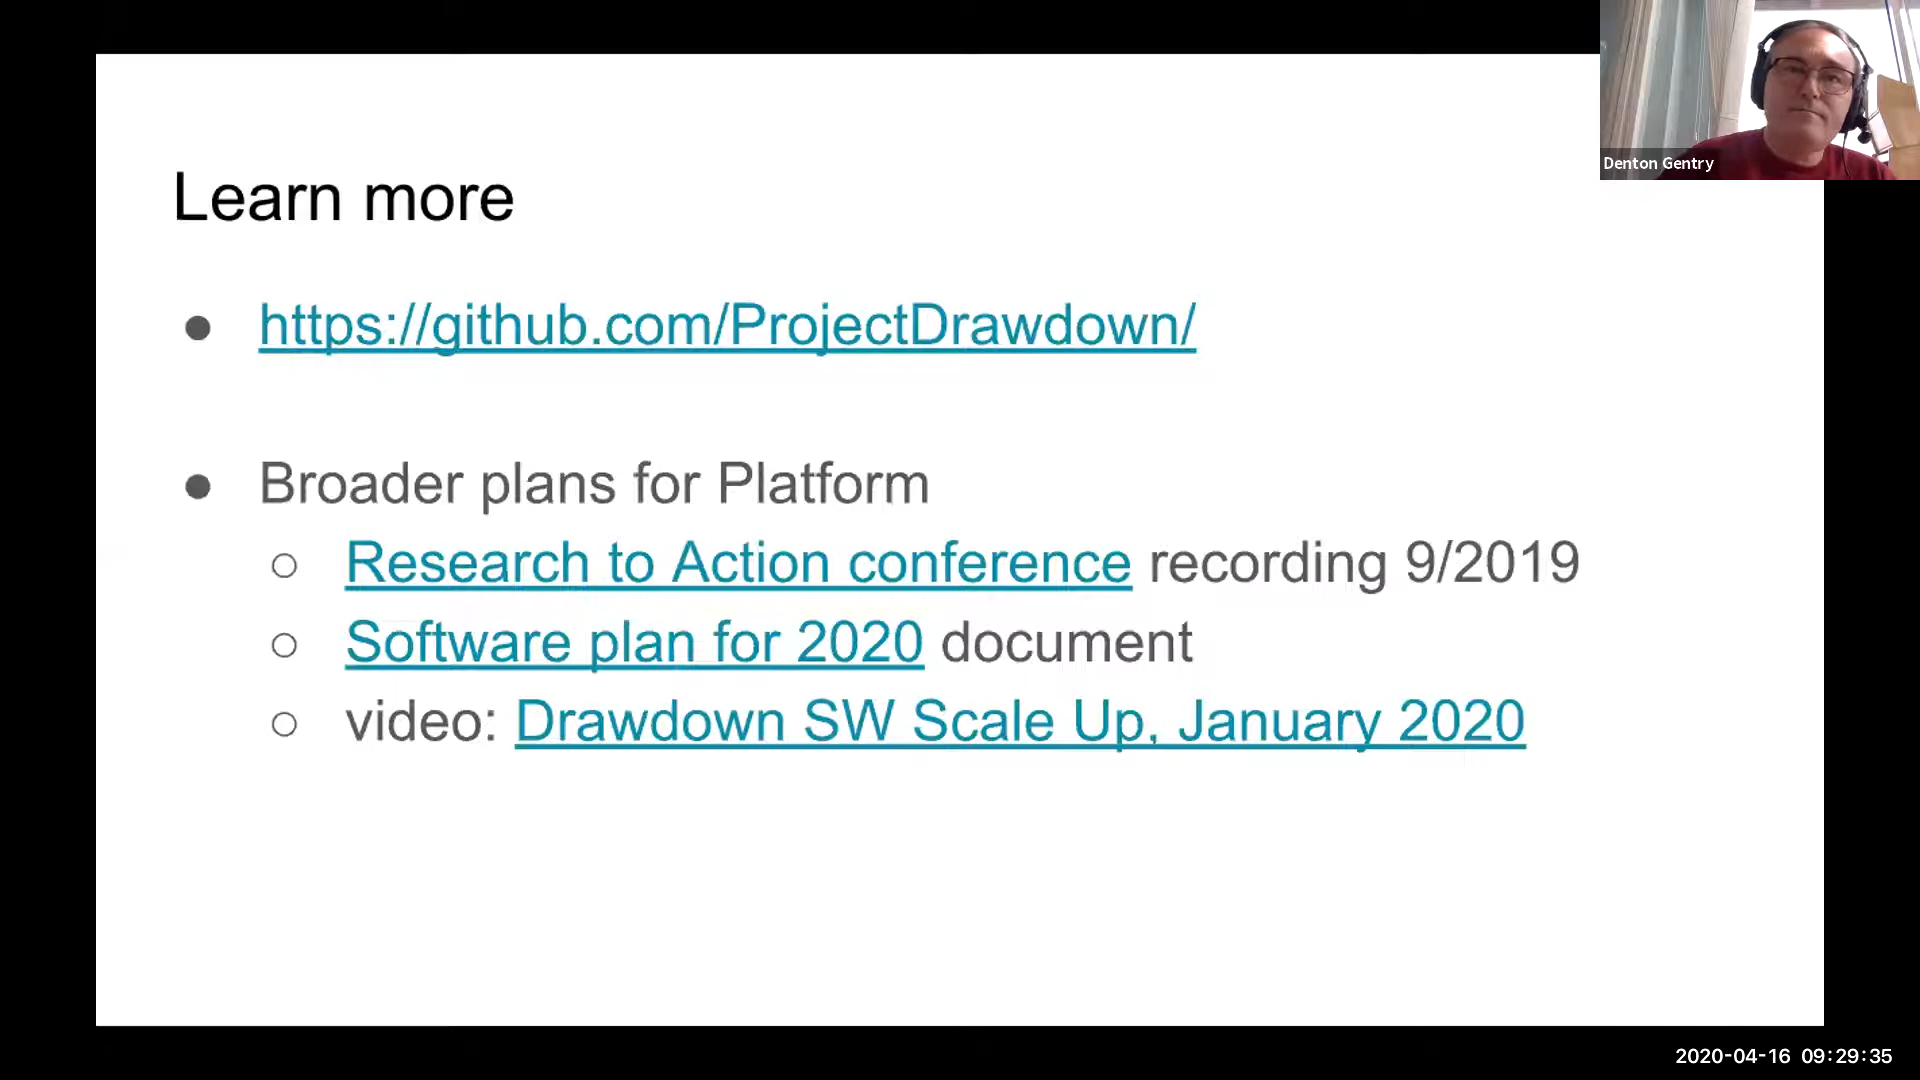 Denton Gentry
Learn more
● https://github.com/ProjectDrawdown/
● Broader plans for Platform
○ Research to Action conference recording 9/2019
○ Software plan for 2020 document
○ video: Drawdown SW Scale Up, January 2020
2020-04-16 09:29:35